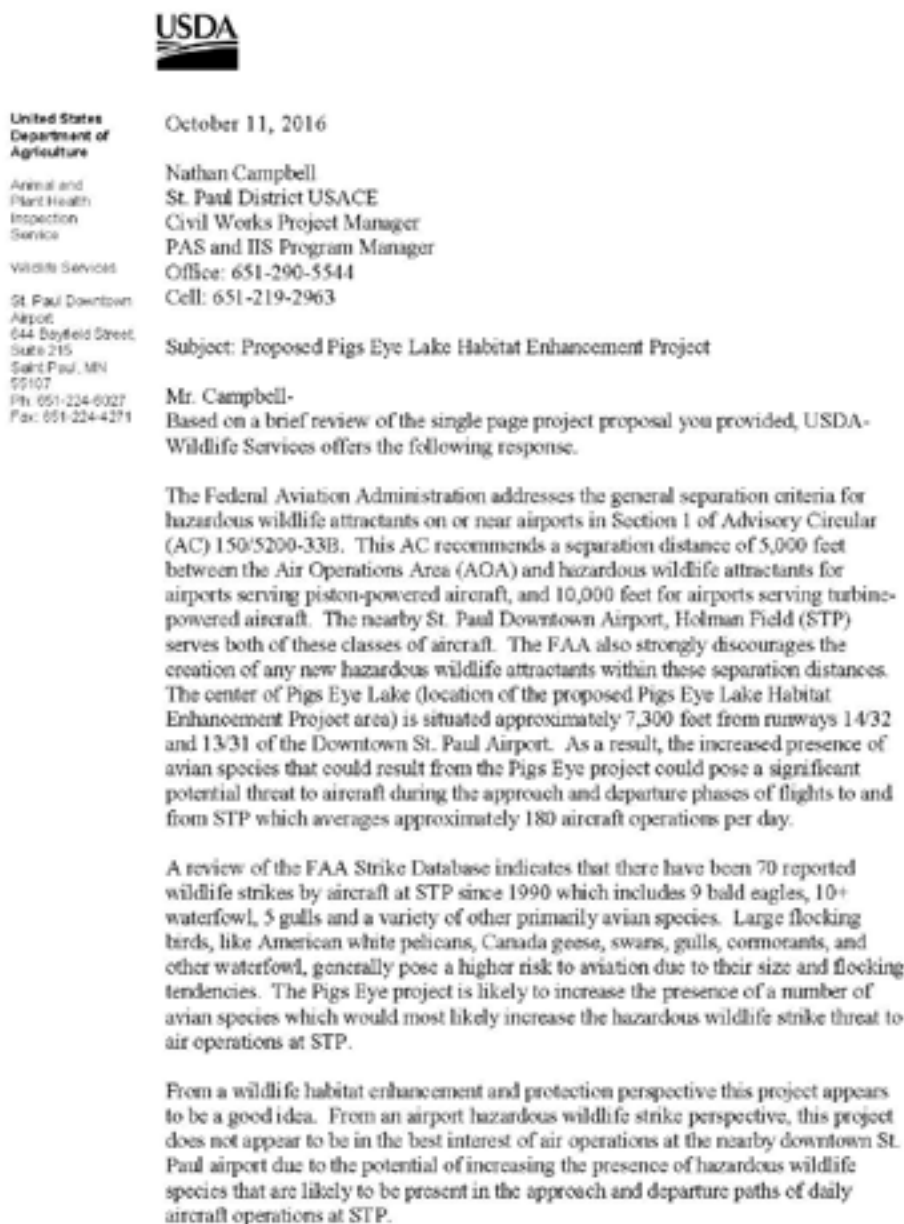 USDA
United States
Department of
Agriculture
Animal and
Plant Health
Inspection
Service
Wildlife Services
St. Paul Downtown
Airport
644 Bayfield Street,
Suite 215
Saint Paul, MN
55107
Ph: 651-224-6027
Fax: 651-224-4271
October 11, 2016
Nathan Campbell
St. Paul District USACE
Civil Works Project Manager
PAS and IIS Program Manager
Office: 651-290-5544
Cell: 651-219-2963
Subject: Proposed Pigs Eye Lake Habitat Enhancement Project
Mr. Campbell-
Based on a brief review of the single page project proposal you provided, USDA-
Wildlife Services offers the following response.
The Federal Aviation Administration addresses the general separation criteria for
hazardous wildlife attractants on or near airports in Section 1 of Advisory Circular
(AC) 150/5200-33B. This AC recommends a separation distance of 5,000 feet
between the Air Operations Area (AOA) and hazardous wildlife attractants for
airports serving piston-powered aircraft, and 10,000 feet for airports serving turbine-
powered aircraft. The nearby St. Paul Downtown Airport, Holman Field (STP)
serves both of these classes of aircraft. The FAA also strongly discourages the
creation of any new hazardous wildlife attractants within these separation distances.
The center of Pigs Eye Lake (location of the proposed Pigs Eye Lake Habitat
Enhancement Project area) is situated approximately 7,300 feet from runways 14/32
and 13/31 of the Downtown St. Paul Airport. As a result, the increased presence of
avian species that could result from the Pigs Eye project could pose a significant
potential threat to aircraft during the approach and departure phases of flights to and
from STP which averages approximately 180 aircraft operations per day.
A review of the FAA Strike Database indicates that there have been 70 reported
wildlife strikes by aircraft at STP since 1990 which includes 9 bald eagles, 10+
waterfowl, 5 gulls and a variety of other primarily avian species. Large flocking
birds, like American white pelicans, Canada geese, swans, gulls, cormorants, and
other waterfowl, generally pose a higher risk to aviation due to their size and flocking
tendencies. The Pigs Eye project is likely to increase the presence of a number of
avian species which would most likely increase the hazardous wildlife strike threat to
air operations at STP.
From a wildlife habitat enhancement and protection perspective this project appears
to be a good idea. From an airport hazardous wildlife strike perspective, this project
does not appear to be in the best interest of air operations at the nearby downtown St.
Paul airport due to the potential of increasing the presence of hazardous wildlife
species that are likely to be present in the approach and departure paths of daily
aircraft operations at STP.